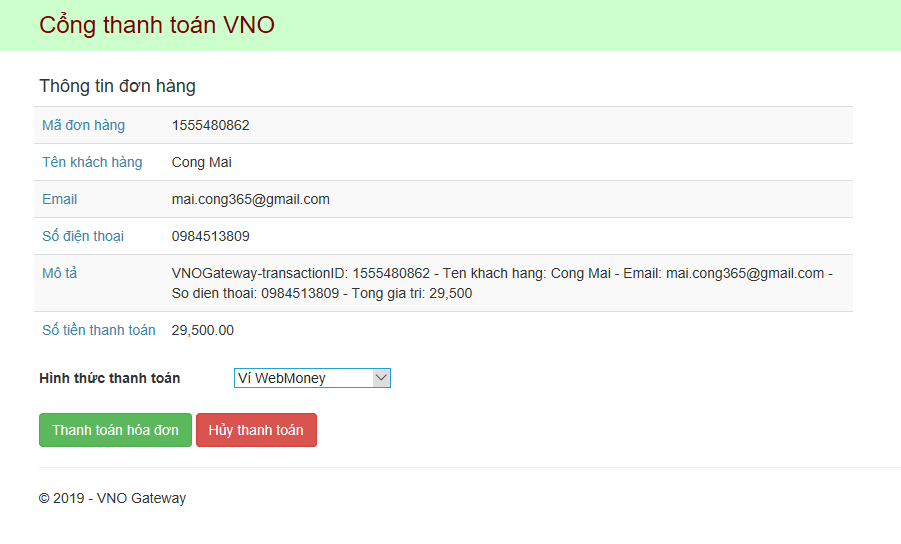 Cổng thanh toán VNO
Thông tin đơn hàng
Mã đơn hàng 1555480862
Tên khách hàng Cong Mai
Email mai.cong365@gmail.com
Số điện thoại 0984513809
Mô tả VNOGateway-transactionID: 1555480862 - Ten khach hang: Cong Mai - Email: mai.cong365@gmail.com -
So dien thoai: 0984513809 - Tong gia tri: 29,500
Số tiền thanh toán 29,500.00
Hình thức thanh toán Ví WebMoney
Thanh toán hóa đơn Hủy thanh toán
© 2019 - VNO Gateway